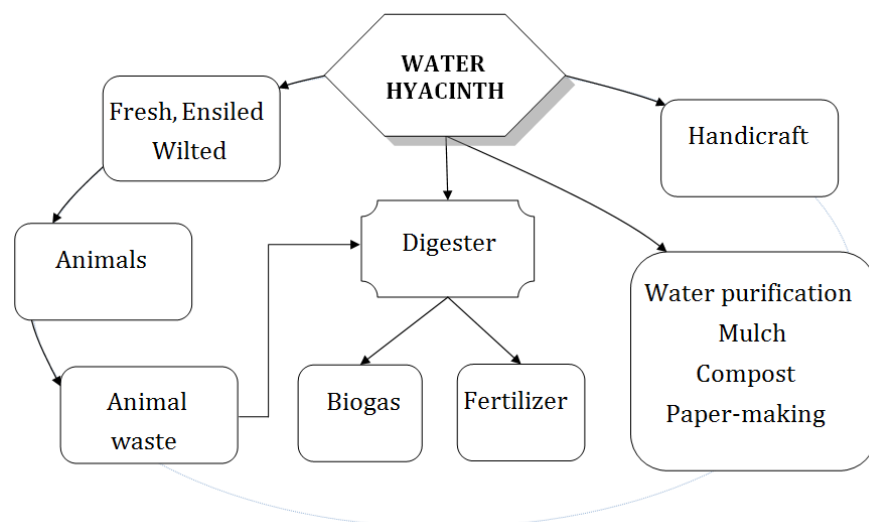 WATER
HYACINTH
Fresh, Ensiled
Wilted
Handicraft
Animals
Digester
Water purification
Mulch
Compost
Paper-making
Animal
waste
Biogas
Fertilizer